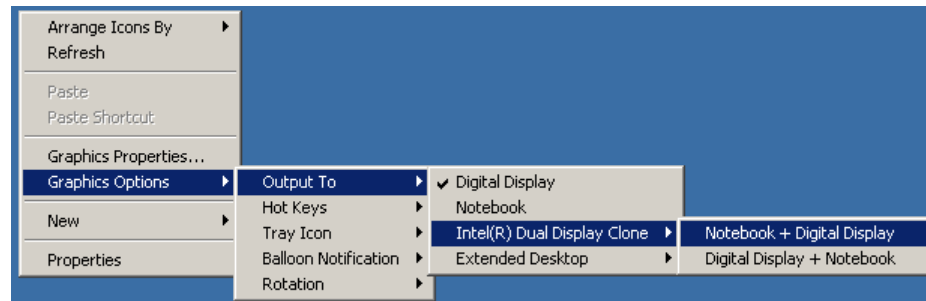 Arrange Icons By
Refresh
Paste
Paste Shortcut
Graphics Properties...
Graphics Options
New
Properties
Output To
Hot Keys
Tray Icon
Balloon Notification
Rotation
Digital Display
Notebook
Intel(R) Dual Display Clone
Extended Desktop
Notebook + Digital Display
Digital Display + Notebook